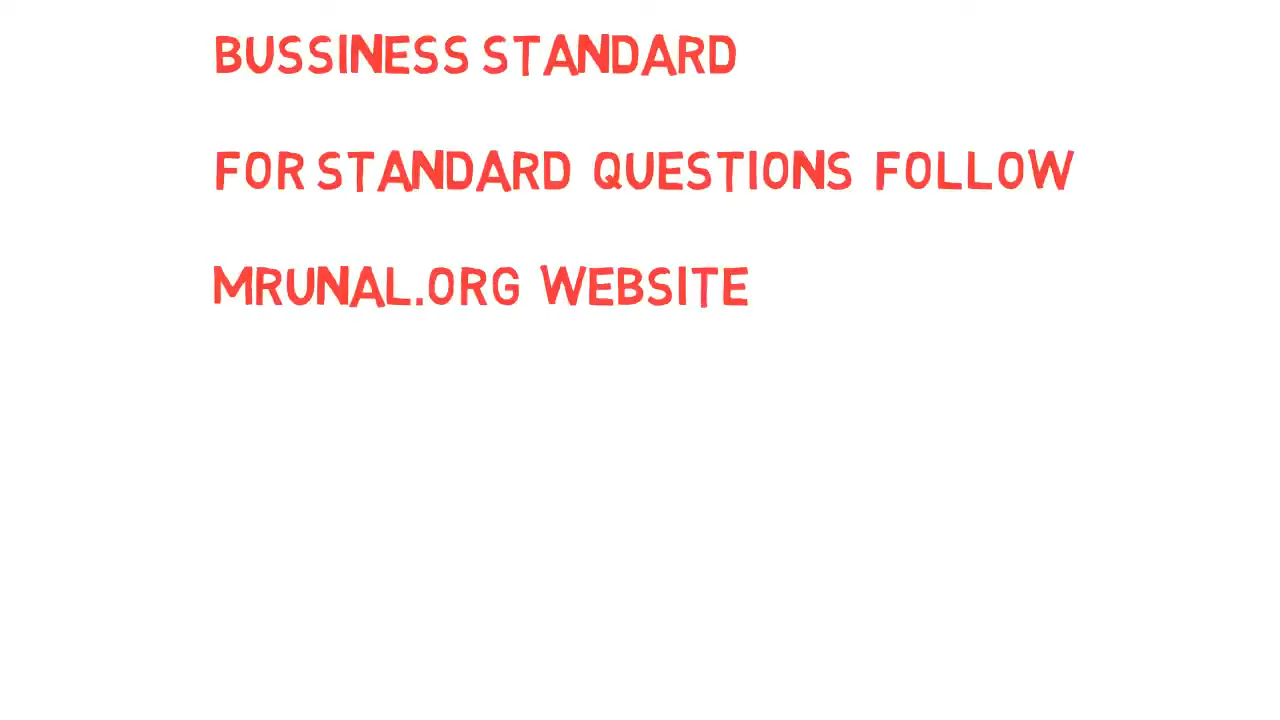 BUSSINESS STANDARD
FOR STANDARD QUESTIONS FOLLOW
MRUNAL.ORG WEBSITE